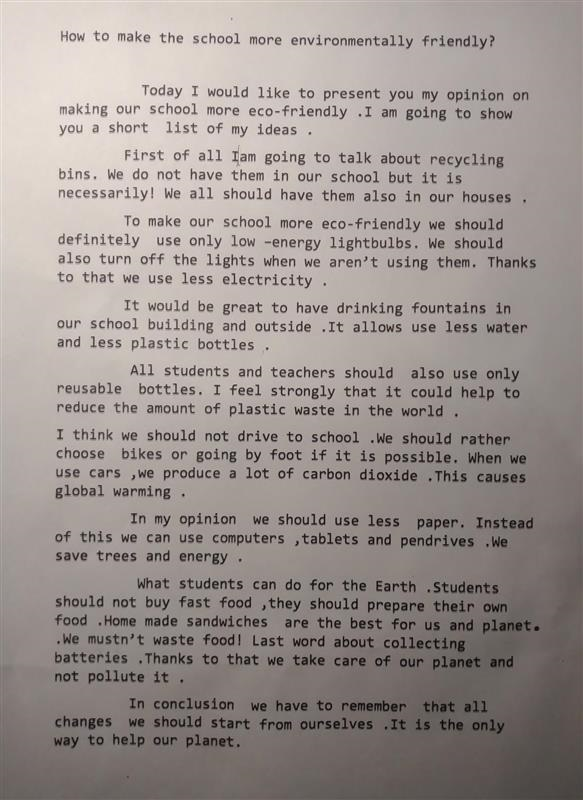 How to make the school more environmentally friendly?
Today I would like to present you my opinion on
making our school more eco-friendly .I am going to show
you a short  list of my ideas .
First of all Iam going to talk about recycling
bins. We do not have them in our school but it is
necessarily! We all should have them also in our houses .
To make our school more eco-friendly we should
definitely  use only low –energy lightbulbs. We should
also turn off the lights when we aren’t using them. Thanks
to that we use less electricity .
It would be great to have drinking fountains in
our school building and outside .It allows use less water
and less plastic bottles .
All students and teachers should  also use only
reusable  bottles. I feel strongly that it could help to
reduce the amount of plastic waste in the world .
I think we should not drive to school .We should rather
choose  bikes or going by foot if it is possible. When we
use cars ,we produce a lot of carbon dioxide .This causes
global warming .
In my opinion  we should use less  paper. Instead
of this we can use computers ,tablets and pendrives .We
save trees and energy .
What students can do for the Earth .Students
should not buy fast food ,they should prepare their own
food .Home made sandwiches  are the best for us and planet.
.We mustn’t waste food! Last word about collecting
batteries .Thanks to that we take care of our planet and
not pollute it .
In conclusion  we have to remember  that all
changes  we should start from ourselves .It is the only
way to help our planet.